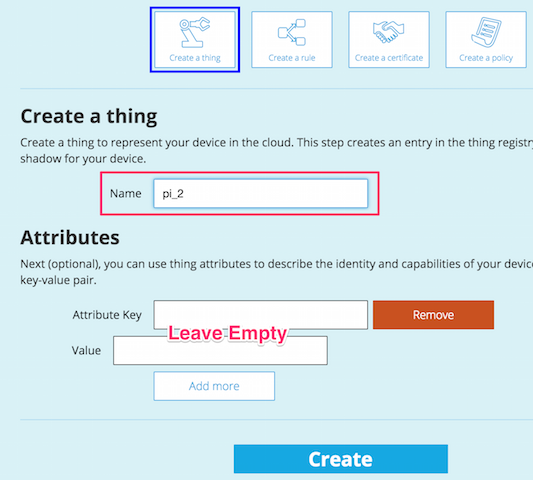 Create a thing
Create a rule
Create a certificate
Create a policy
Create a thing
Create a thing to represent your device in the cloud. This step creates an entry in the thing registry
shadow for your device.
Name
pi_2
Attributes
Next (optional), you can use thing attributes to describe the identity and capabilities of your device
key-value pair.
Attribute Key
Remove
Leave Empty
Value
Add more
Create